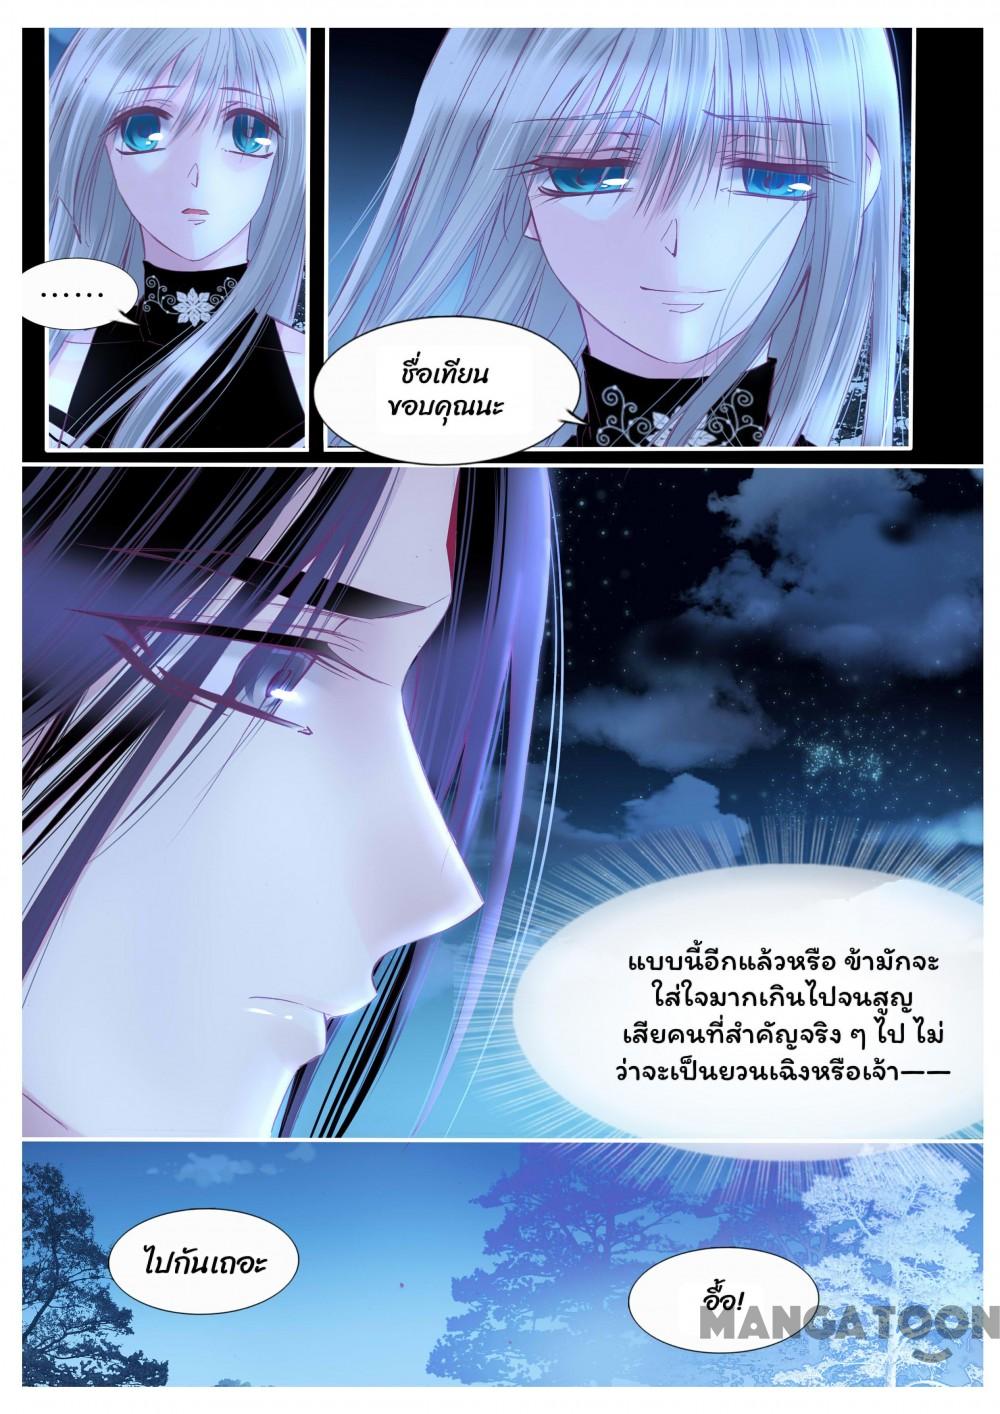 ......
ชื่อเทียน
ขอบคุณนะ
แบบนี้อีกแล้วหรือ ข้ามักจะ
ใส่ใจมากเกินไปจนสูญ
เสียคนที่สำคัญจริง ๆ ไป ไม่
ว่าจะเป็นยวนเฉิงหรือเจ้า——
ไปกันเถอะ
อื้อ!
MANGATOON